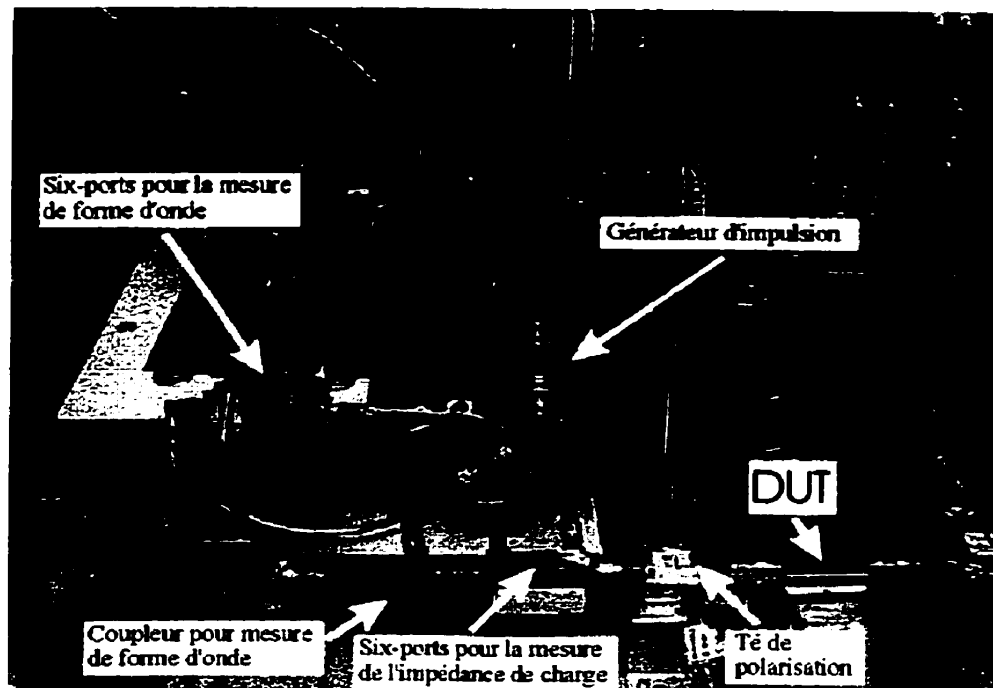 Six-ports pour la mesure
de forme d'onde
Générateur d'impulsion
DUT
Coupleur pour mesure
de forme d'onde
Six-ports pour la mesure
de l'impédance de charge
Té de
polarisation